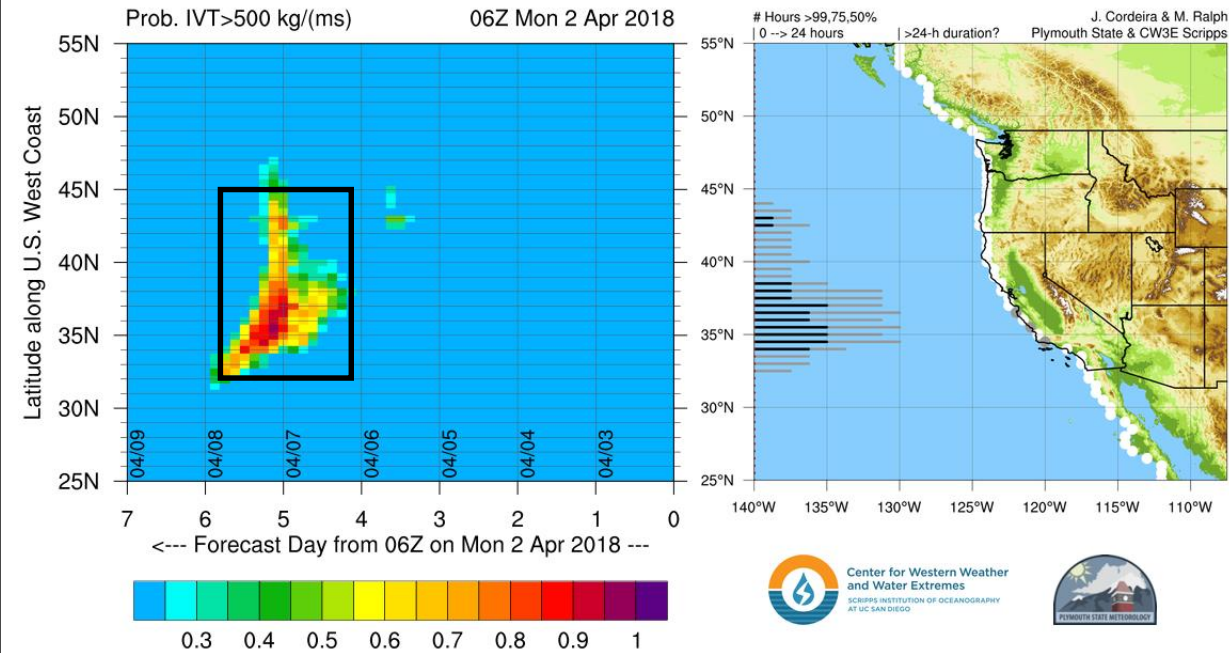 Prob. IVT>500 kg/(ms)
06Z Mon 2 Apr 2018
Latitude along U.S. West Coast
55N
50N
45N
40N
35N
30N
25N
04/09
04/08
04/07
04/06
04/05
04/04
04/03
7 6 5 4 3 2 1 0
<--- Forecast Day from 06Z on Mon 2 Apr 2018 ---
0.3 0.4 0.5 0.6 0.7 0.8 0.9 1
# Hours >99,75,50%
| 0 --> 24 hours
| >24-h duration?
J. Cordeira & M. Ralph
Plymouth State & CW3E Scripps
55°N
50°N
45°N
40°N
35°N
30°N
25°N
140°W 135°W 130°W 125°W 120°W 115°W 110°W
Center for Western Weather
and Water Extremes
SCRIPPS INSTITUTION OF OCEANOGRAPHY
AT UC SAN DIEGO
PLYMOUTH STATE METEOROLOGY